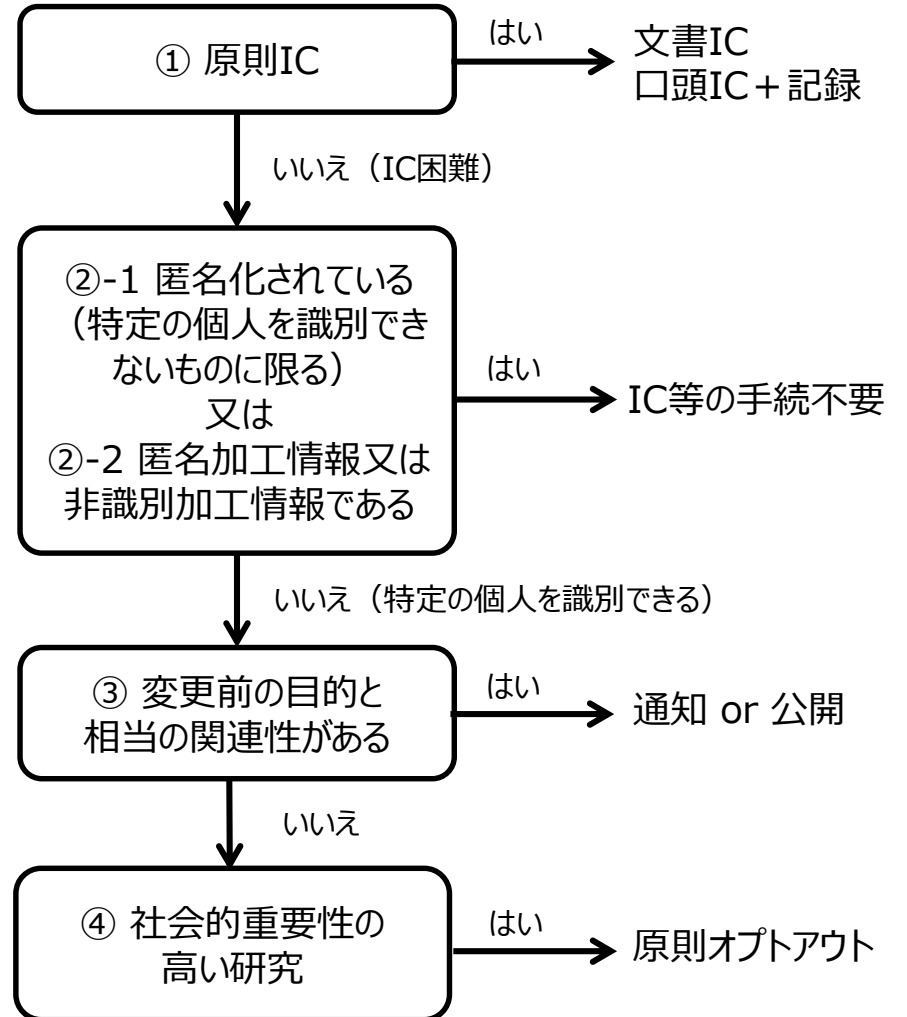 ① 原則IC
はい
文書IC
口頭IC＋記録
いいえ（IC困難）
②-1 匿名化されている
（特定の個人を識別でき
ないものに限る）
又は
②-2 匿名加工情報又は
非識別加工情報である
はい
IC等の手続不要
いいえ（特定の個人を識別できる）
③ 変更前の目的と
相当の関連性がある
はい
通知 or 公開
いいえ
④ 社会的重要性の
高い研究
はい
原則オプトアウト